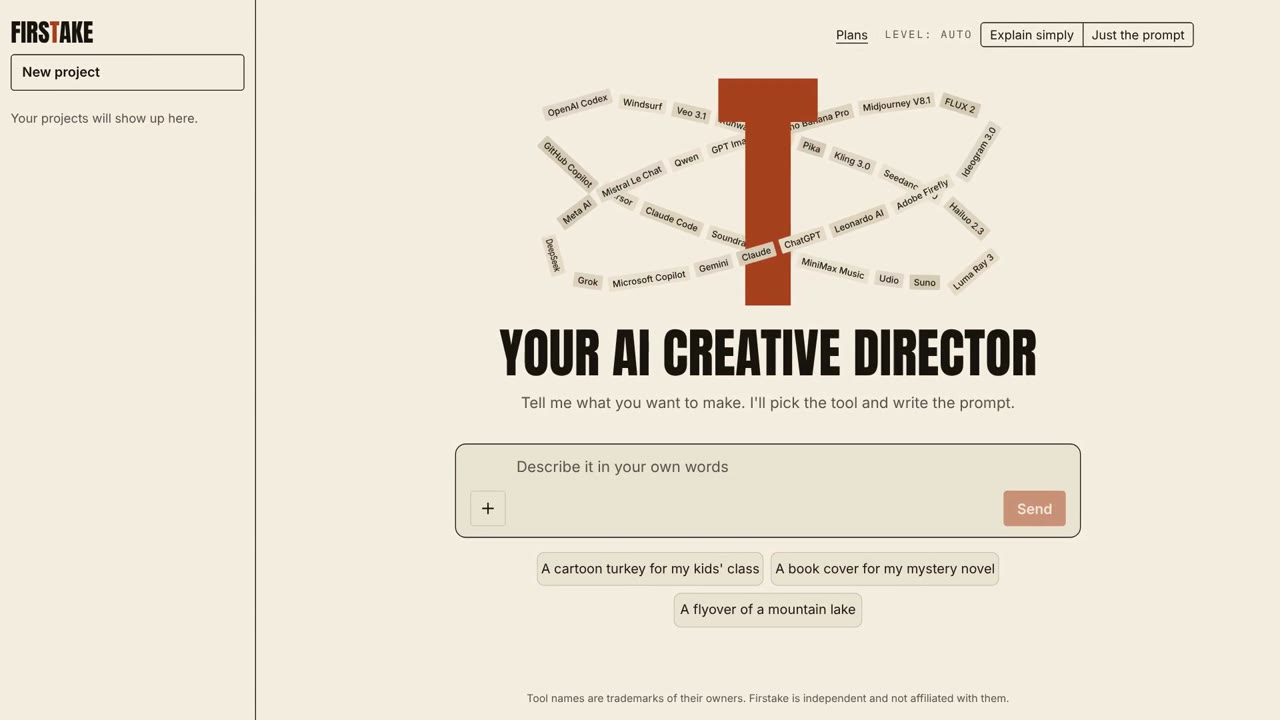 FIRSTAKE
New project
Your projects will show up here.
Plans
LEVEL: AUTO
Explain simply
Just the prompt
OpenAI Codex
Windsurf
Veo 3.1
Midjourney V8.1
FLUX 2
Ideogram 3.0
GitHub Copilot
Mistral Le Chat
Qwen
Pika
Kling 3.0
Adobe Firefly
Meta AI
Claude Code
ChatGPT
Leonardo AI
Hailuo 2.3
DeepSeek
Grok
Microsoft Copilot
Gemini
Claude
MiniMax Music
Udio
Suno
Luma Ray 3
YOUR AI CREATIVE DIRECTOR
Tell me what you want to make. I'll pick the tool and write the prompt.
Describe it in your own words
+
Send
A cartoon turkey for my kids' class
A book cover for my mystery novel
A flyover of a mountain lake
Tool names are trademarks of their owners. Firstake is independent and not affiliated with them.